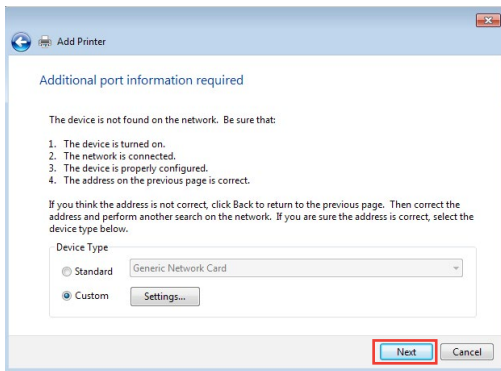 Add Printer
Additional port information required
The device is not found on the network. Be sure that:
1. The device is turned on.
2. The network is connected.
3. The device is properly configured.
4. The address on the previous page is correct.
If you think the address is not correct, click Back to return to the previous page. Then correct the
address and perform another search on the network. If you are sure the address is correct, select the
device type below.
Device Type
Standard Generic Network Card
Custom Settings...
Next Cancel